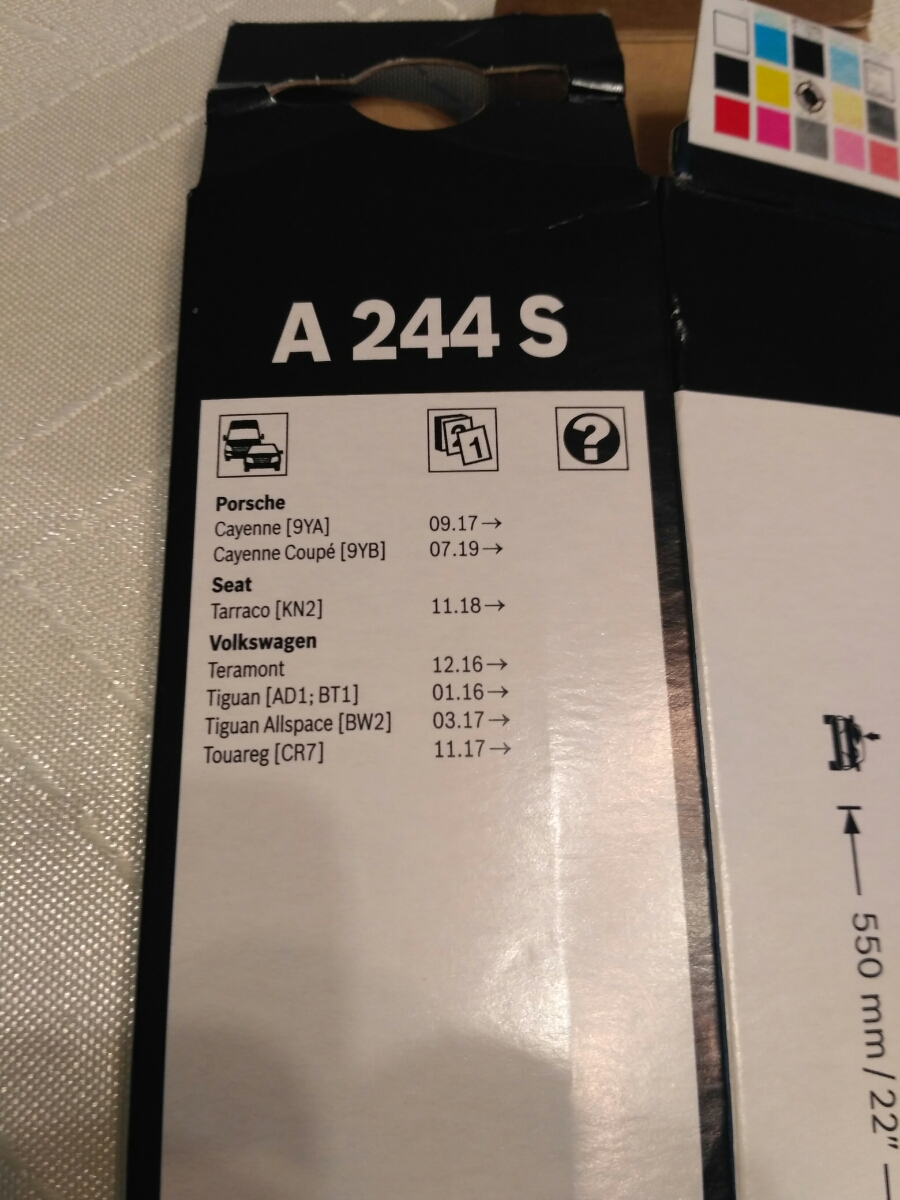 A 244 S
21
?
Porsche
Cayenne [9YA] 09.17→
Cayenne Coupé [9YB] 07.19→
Seat
Tarraco [KN2] 11.18→
Volkswagen
Teramont 12.16→
Tiguan [AD1; BT1] 01.16→
Tiguan Allspace [BW2] 03.17→
Touareg [CR7] 11.17→
550 mm / 22"